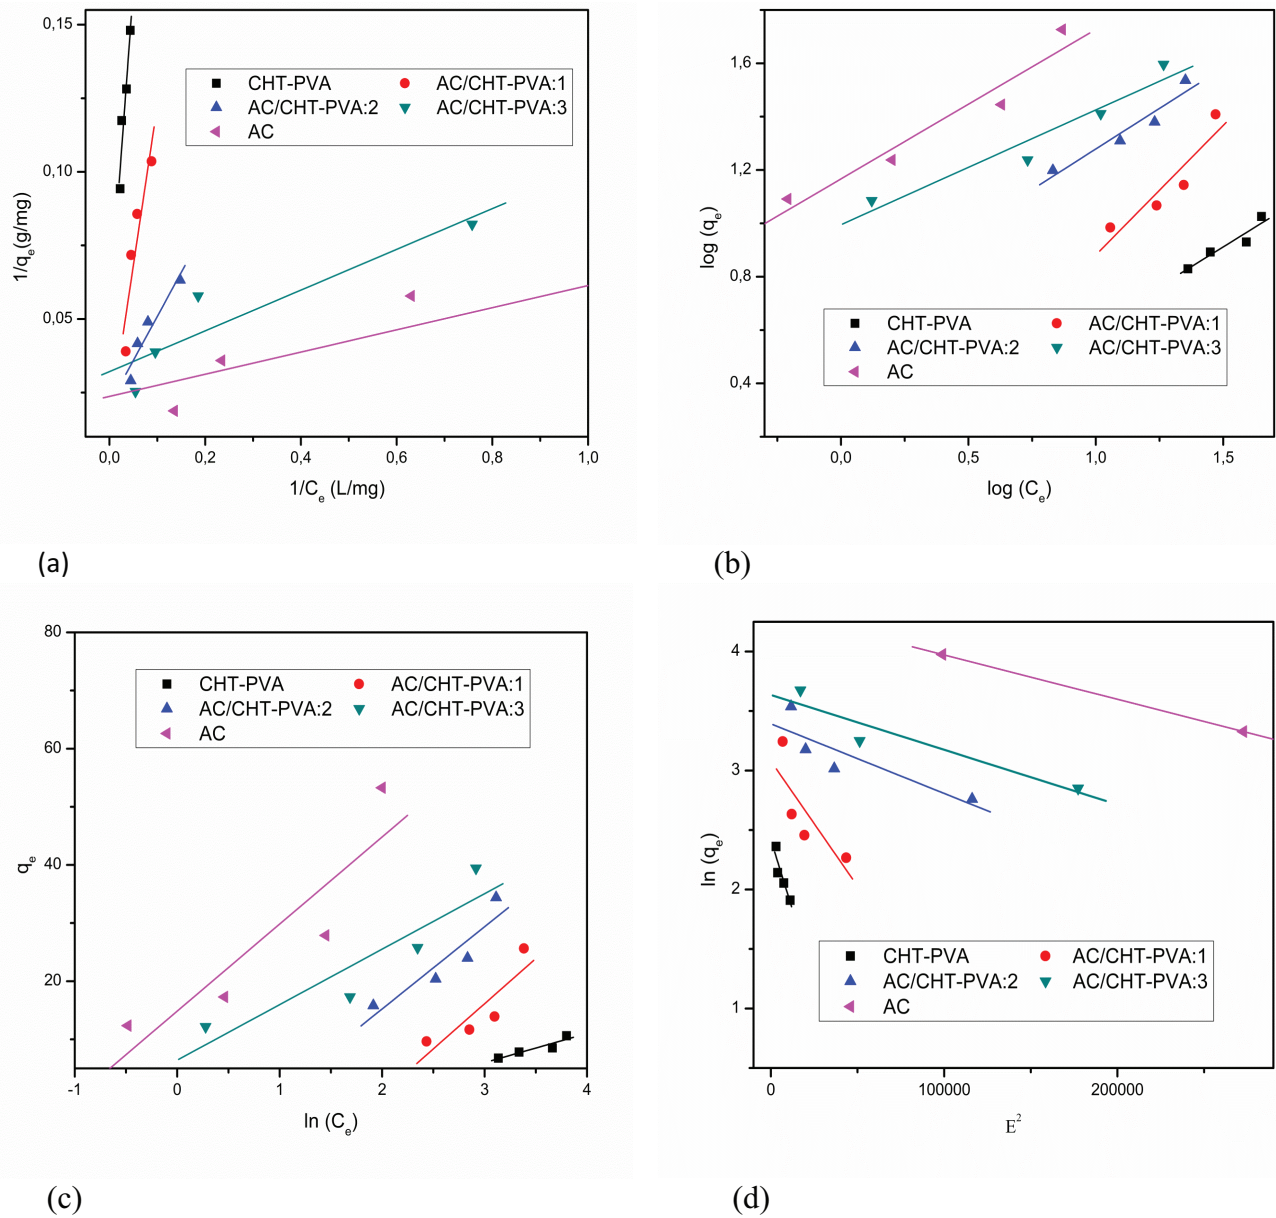 0,15
0,10
0,05
1/qe(g/mg)
CHT-PVA AC/CHT-PVA:1
AC/CHT-PVA:2 AC/CHT-PVA:3
AC
0,0 0,2 0,4 0,6 0,8 1,0
1/Ce (L/mg)
(a)
1,6
1,2
0,8
0,4
log (qe)
CHT-PVA AC/CHT-PVA:1
AC/CHT-PVA:2 AC/CHT-PVA:3
AC
0,0 0,5 1,0 1,5
log (Ce)
(b)
80
60
40
20
qe
CHT-PVA AC/CHT-PVA:1
AC/CHT-PVA:2 AC/CHT-PVA:3
AC
-1 0 1 2 3 4
ln (Ce)
(c)
4
3
2
1
ln (qe)
CHT-PVA AC/CHT-PVA:1
AC/CHT-PVA:2 AC/CHT-PVA:3
AC
0 100000 200000
E²
(d)